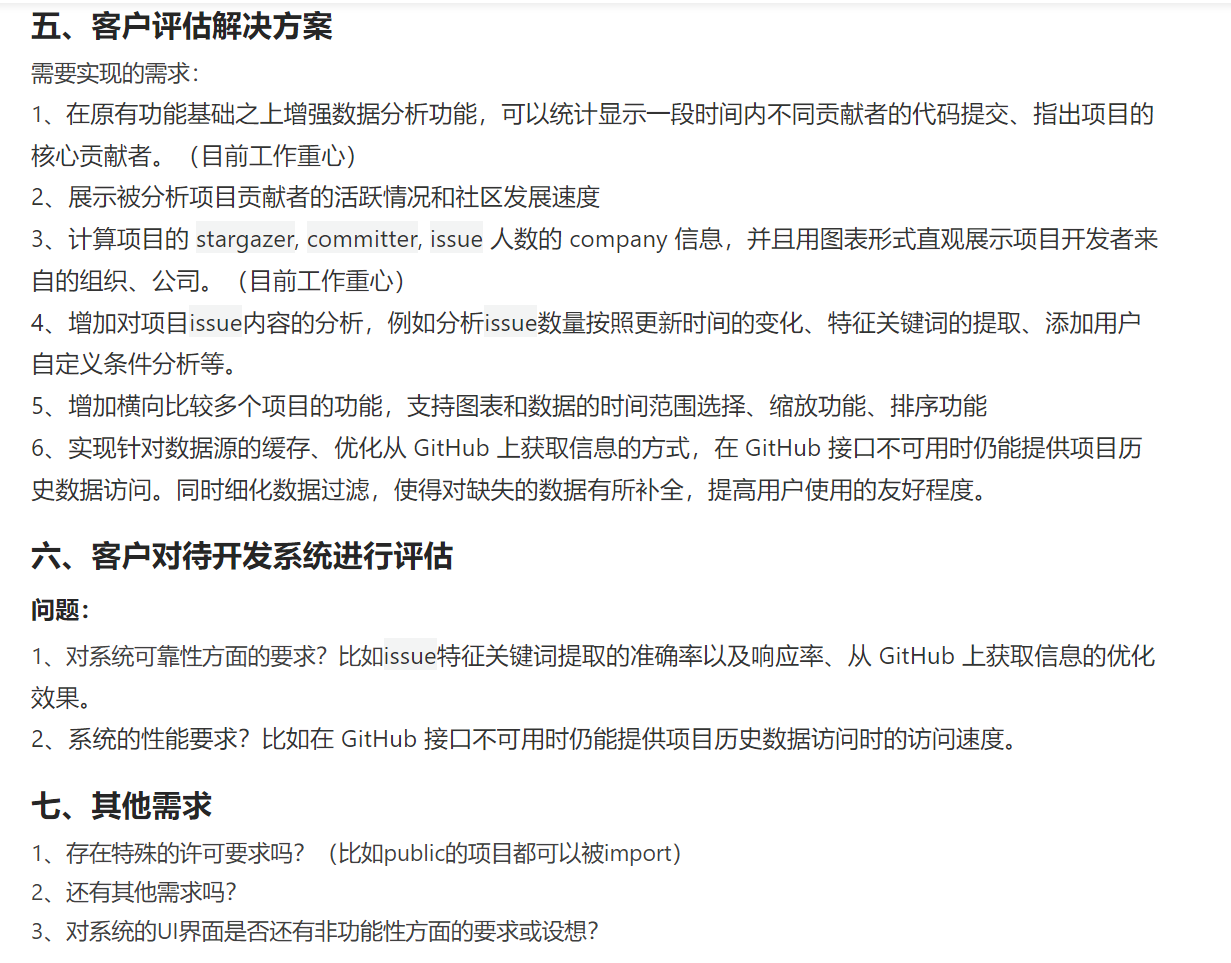 五、客户评估解决方案
需要实现的需求：
1、在原有功能基础之上增强数据分析功能，可以统计显示一段时间内不同贡献者的代码提交、指出项目的
核心贡献者。（目前工作重心）
2、展示被分析项目贡献者的活跃情况和社区发展速度
3、计算项目的 stargazer, committer, issue 人数的 company 信息，并且用图表形式直观展示项目开发者来
自的组织、公司。（目前工作重心）
4、增加对项目issue内容的分析，例如分析issue数量按照更新时间的变化、特征关键词的提取、添加用户
自定义条件分析等。
5、增加横向比较多个项目的功能，支持图表和数据的时间范围选择、缩放功能、排序功能
6、实现针对数据源的缓存、优化从 GitHub 上获取信息的方式，在 GitHub 接口不可用时仍能提供项目历
史数据访问。同时细化数据过滤，使得对缺失的数据有所补全，提高用户使用的友好程度。
六、客户对待开发系统进行评估
问题：
1、对系统可靠性方面的要求？比如issue特征关键词提取的准确率以及响应率、从 GitHub 上获取信息的优化
效果。
2、系统的性能要求？比如在 GitHub 接口不可用时仍能提供项目历史数据访问时的访问速度。
七、其他需求
1、存在特殊的许可要求吗？（比如public的项目都可以被import）
2、还有其他需求吗？
3、对系统的UI界面是否还有非功能性方面的要求或设想？